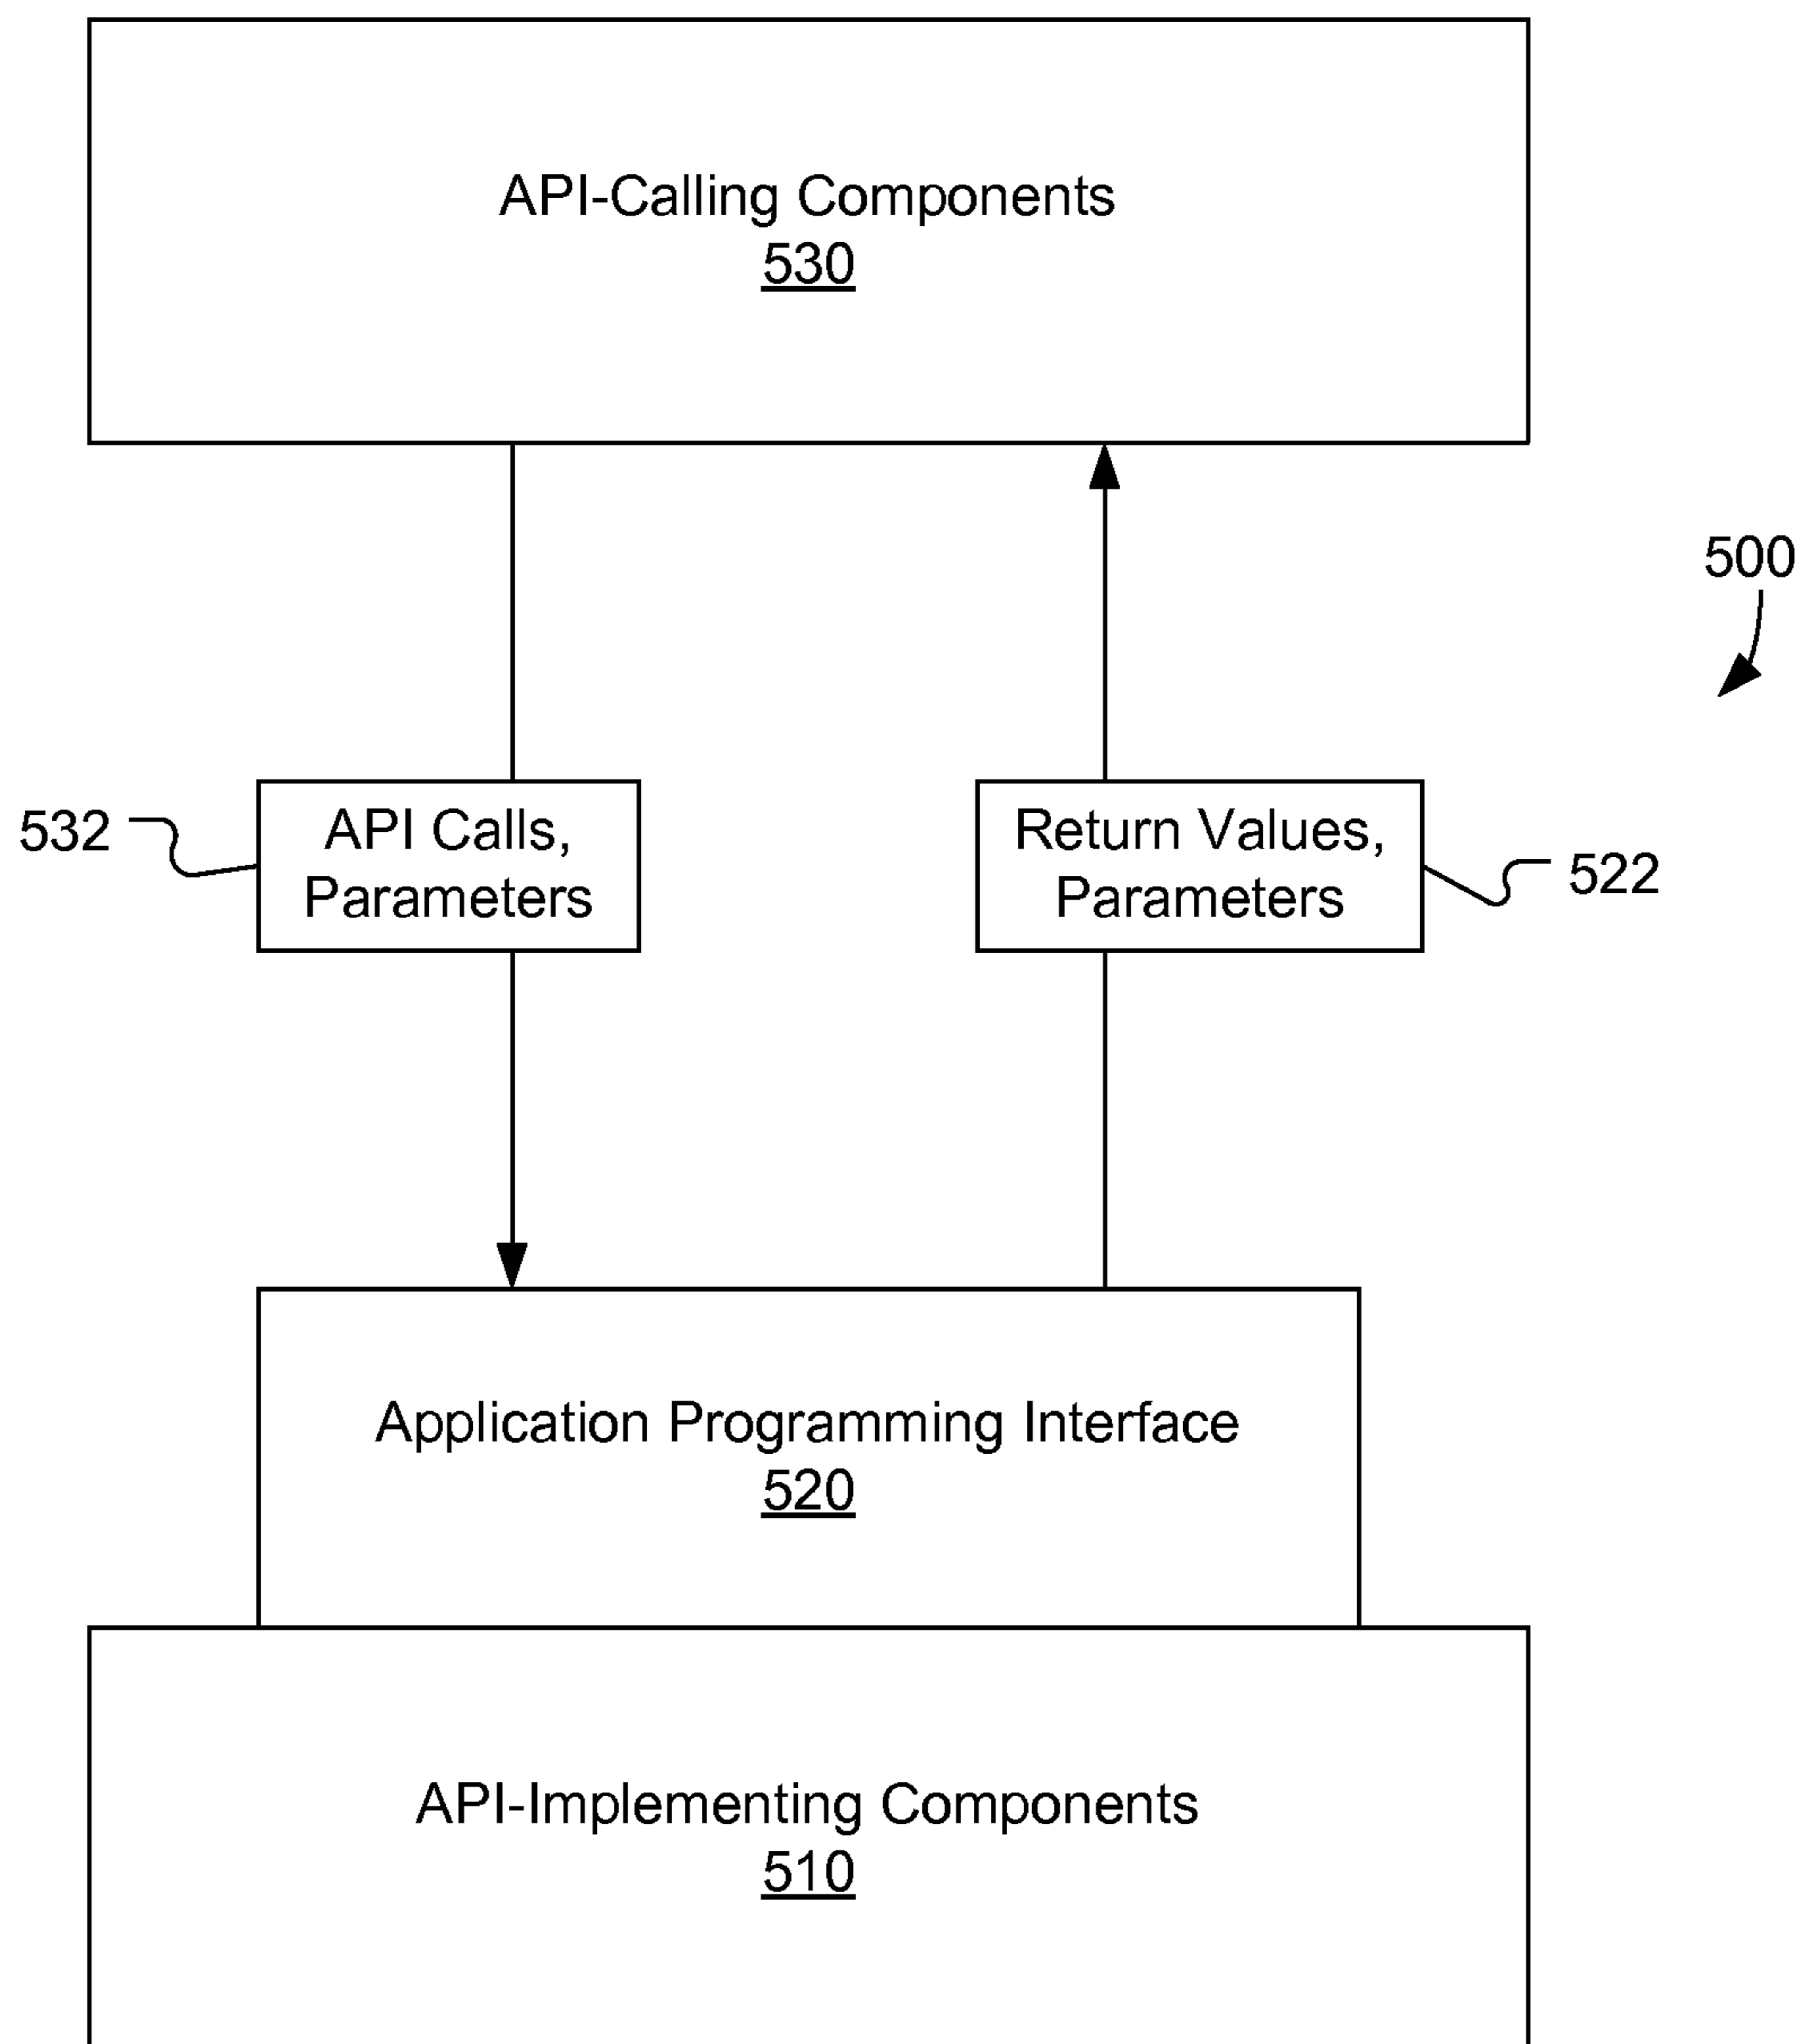 API-Calling Components
530
500
532
API Calls,
Parameters
Return Values,
Parameters
522
Application Programming Interface
520
API-Implementing Components
510